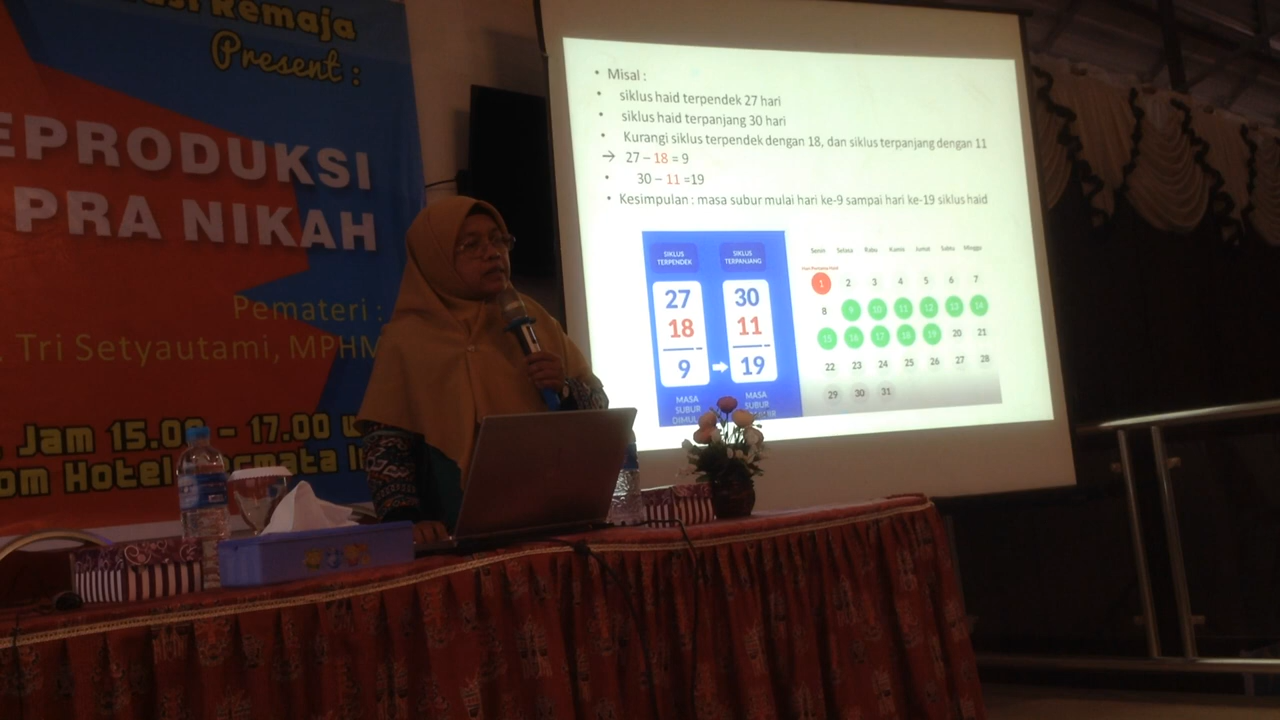 Remaja
Present :
EPRODUKSI
PRA NIKAH
Pemateri :
. Tri Setyautami, MPHM
Jam 15.00 - 17.00
om Hotel
• Misal :
• siklus haid terpendek 27 hari
• siklus haid terpanjang 30 hari
• Kurangi siklus terpendek dengan 18, dan siklus terpanjang dengan 11
→ 27 – 18 = 9
• 30 – 11 =19
• Kesimpulan : masa subur mulai hari ke-9 sampai hari ke-19 siklus haid
SIKLUS
TERPENDEK
27
18
9
MASA
SUBUR
SIKLUS
TERPANJANG
30
11
19
MASA
SUBUR
Senin Selasa Rabu Kamis Jumat Sabtu Minggu
Hari Pertama Haid
1 2 3 4 5 6 7
8 9 10 11 12 13 14
15 16 17 18 19 20 21
22 23 24 25 26 27 28
29 30 31